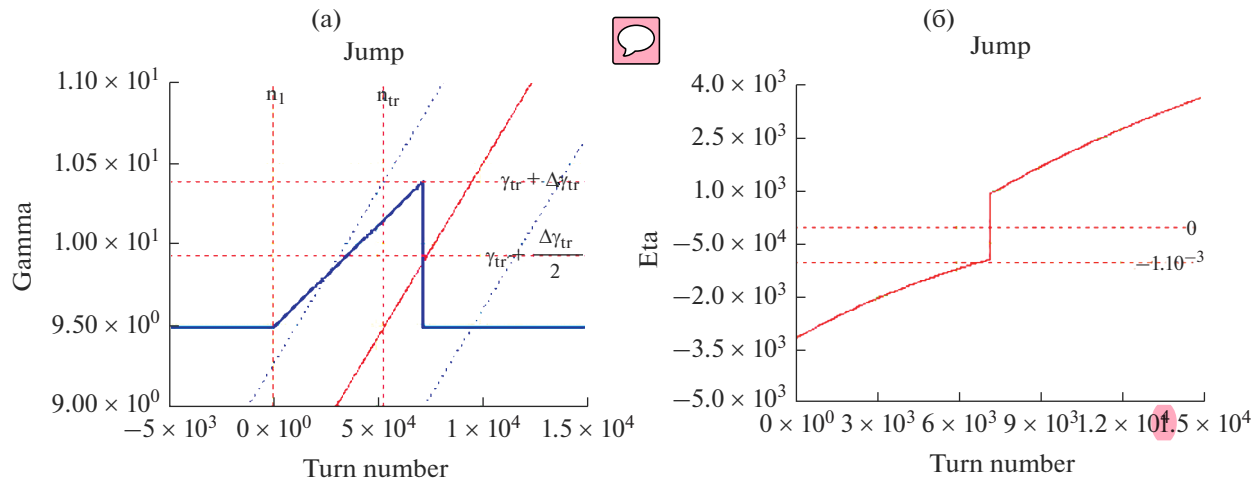 (а)
Jump
1.10 × 10¹
1.05 × 10¹
1.00 × 10¹
9.50 × 10⁰
9.00 × 10⁰
Gamma
n₁
n_tr
γ_tr + Δγ_tr
γ_tr + Δγ_tr/2
−5 × 10³
0 × 10⁰
5 × 10⁴
1 × 10⁴
1.5 × 10⁴
Turn number
(б)
Jump
4.0 × 10³
2.5 × 10³
1.0 × 10³
−5.0 × 10⁴
−2.0 × 10³
−3.5 × 10³
−5.0 × 10³
Eta
0
−1.10⁻³
0 × 10⁰
3 × 10³
6 × 10³
9 × 10³
1.2 × 10⁴
1.5 × 10⁴
Turn number